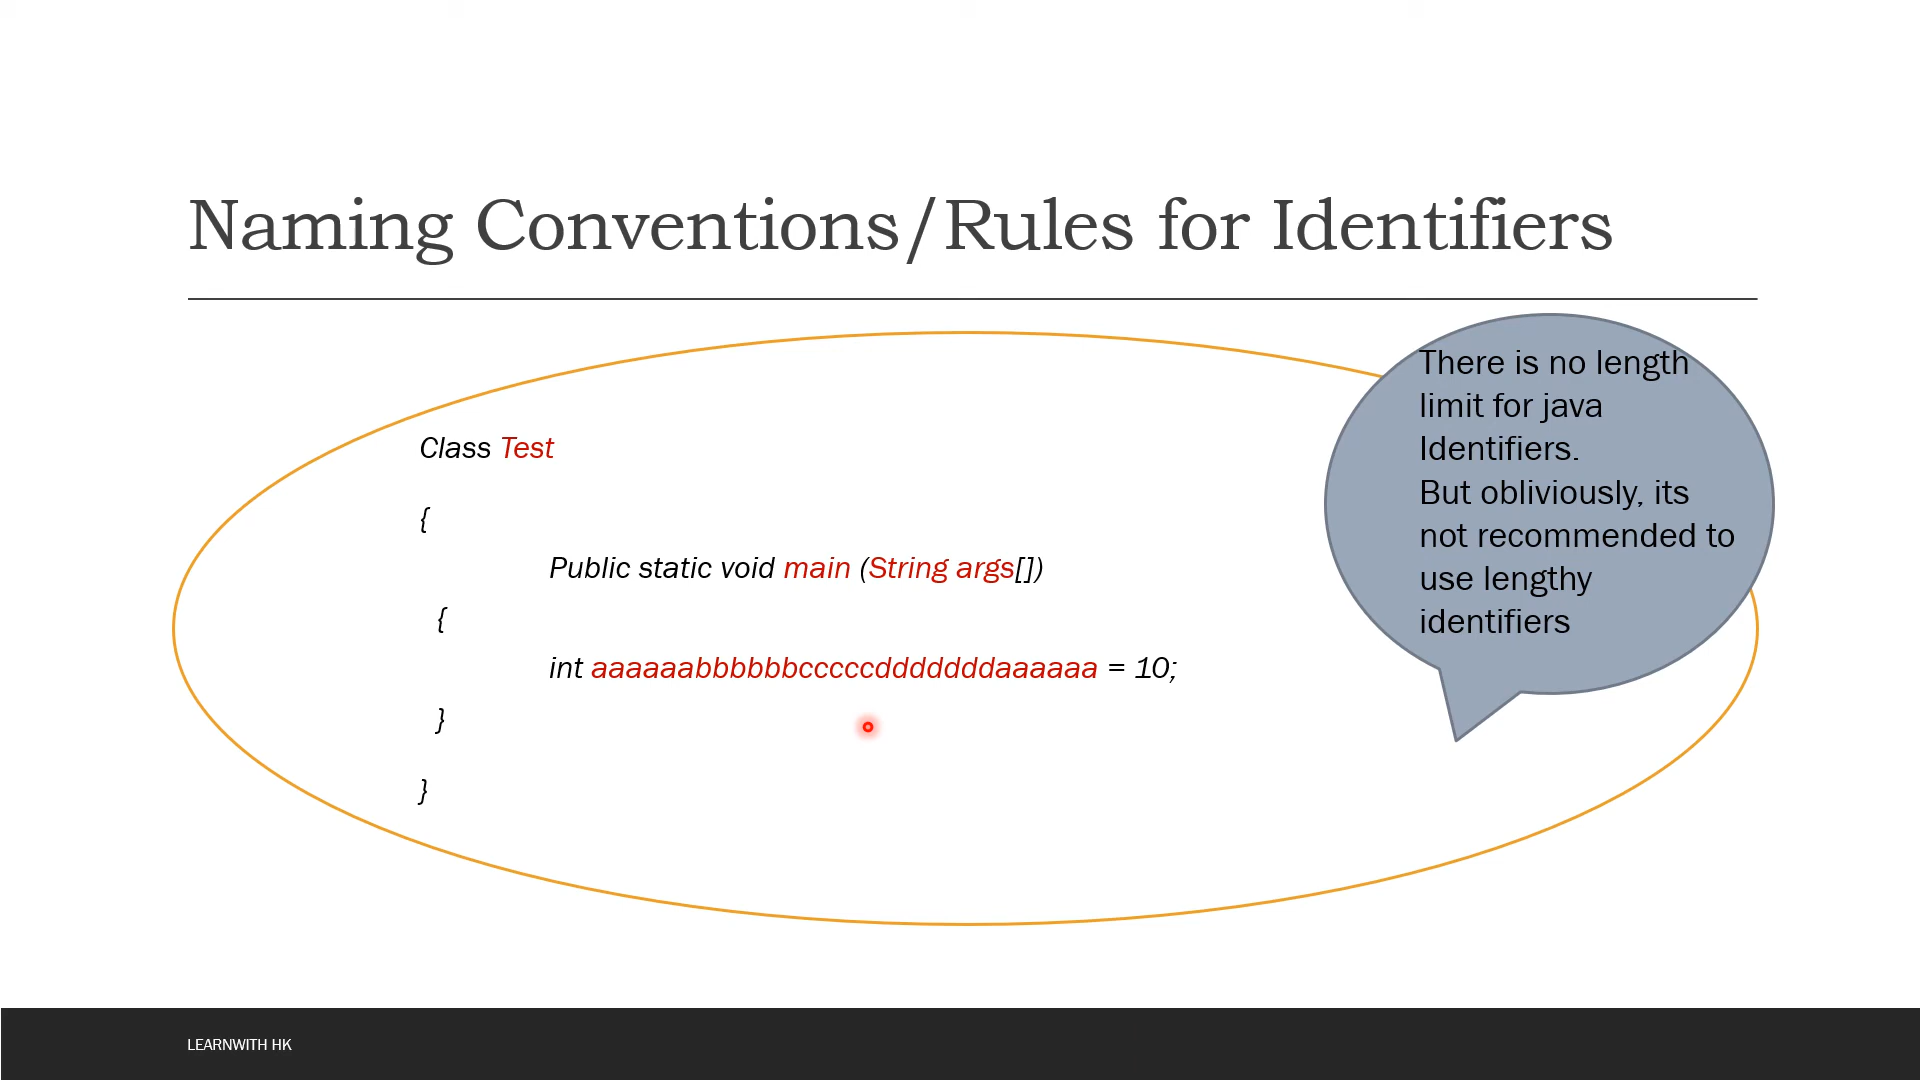 Naming Conventions/Rules for Identifiers
Class Test
{
Public static void main (String args[])
{
int aaaaaabbbbbbcccccdddddddaaaaaa = 10;
}
}
There is no length
limit for java
Identifiers.
But obliviously, its
not recommended to
use lengthy
identifiers
LEARNWITH HK